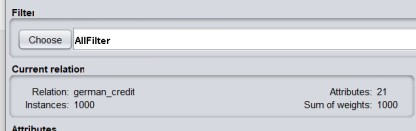 Filter
Choose AllFilter
Current relation
Relation: german_credit Attributes: 21
Instances: 1000 Sum of weights: 1000
Attributes